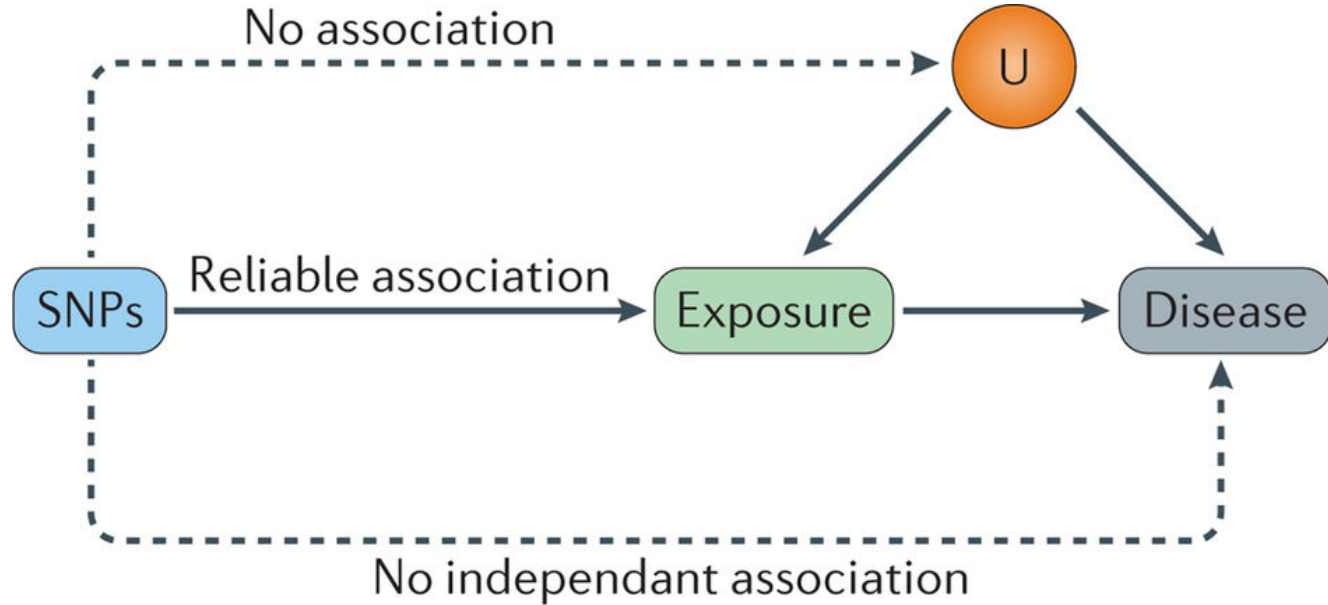 No association
U
Reliable association
SNPs
Exposure
Disease
No independant association